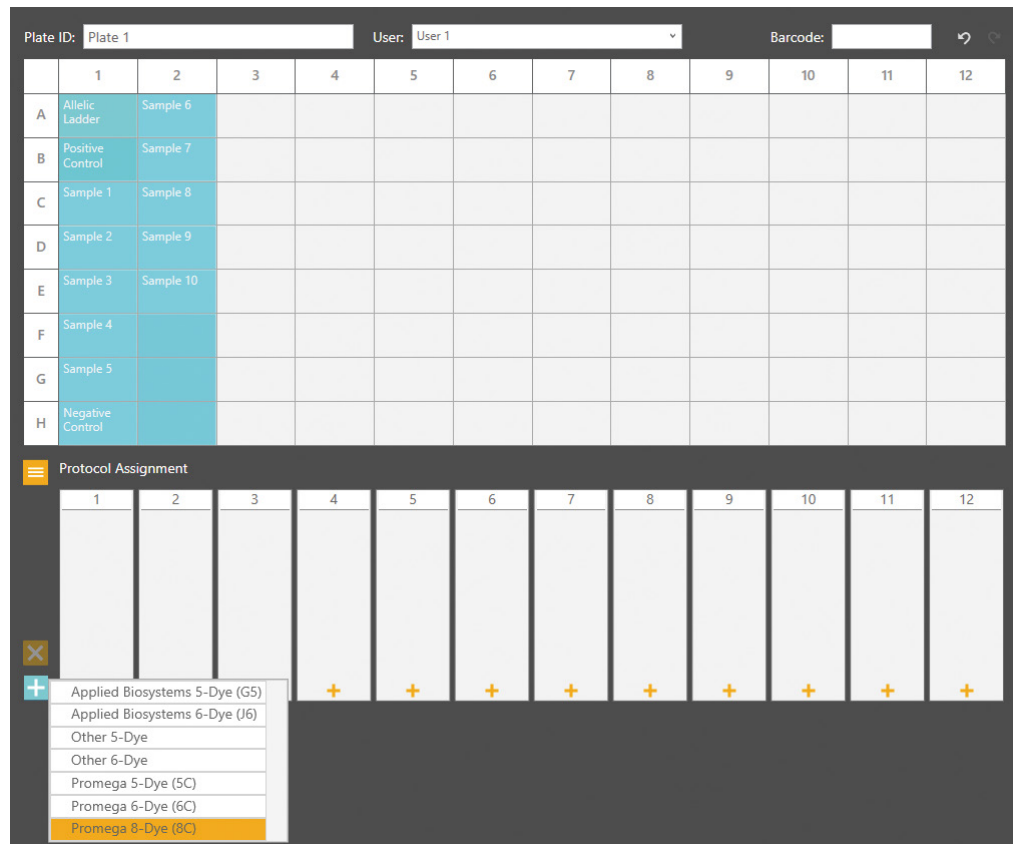 Plate ID: Plate 1 User: User 1 Barcode:
1 2 3 4 5 6 7 8 9 10 11 12
A Allelic Ladder Sample 6
B Positive Control Sample 7
C Sample 1 Sample 8
D Sample 2 Sample 9
E Sample 3 Sample 10
F Sample 4
G Sample 5
H Negative Control
Protocol Assignment
1 2 3 4 5 6 7 8 9 10 11 12
Applied Biosystems 5-Dye (G5)
Applied Biosystems 6-Dye (J6)
Other 5-Dye
Other 6-Dye
Promega 5-Dye (5C)
Promega 6-Dye (6C)
Promega 8-Dye (8C)